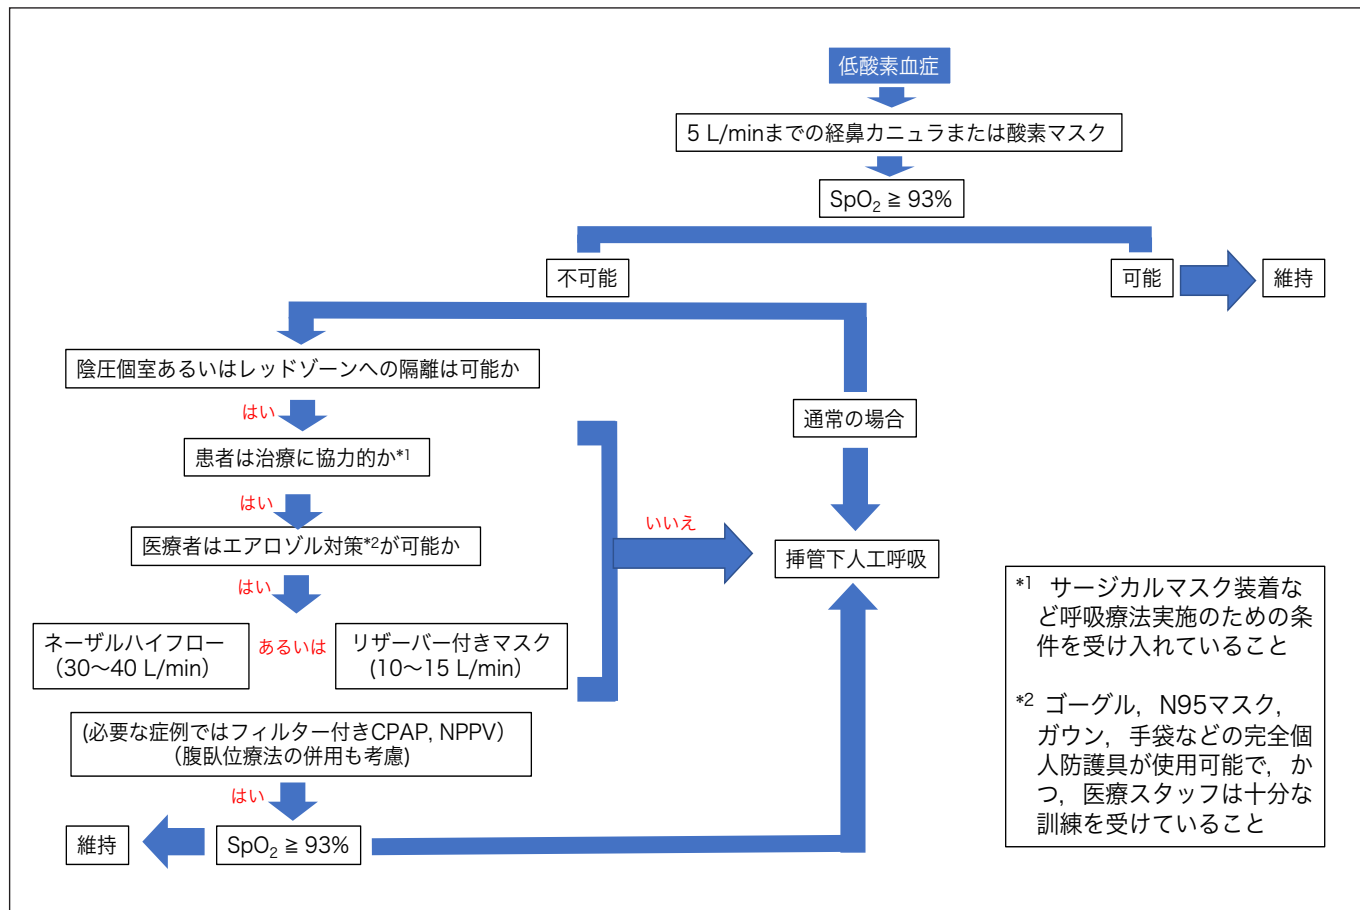 低酸素血症
5 L/minまでの経鼻カニュラまたは酸素マスク
SpO₂ ≧ 93%
不可能
可能
維持
陰圧個室あるいはレッドゾーンへの隔離は可能か
はい
通常の場合
患者は治療に協力的か*1
はい
いいえ
医療者はエアロゾル対策*2が可能か
挿管下人工呼吸
はい
ネーザルハイフロー
（30〜40 L/min）
あるいは
リザーバー付きマスク
(10〜15 L/min）
(必要な症例ではフィルター付きCPAP, NPPV）
（腹臥位療法の併用も考慮)
はい
維持
SpO₂ ≧ 93%
*1 サージカルマスク装着な
ど呼吸療法実施のための条
件を受け入れていること
*2 ゴーグル，N95マスク，
ガウン，手袋などの完全個
人防護具が使用可能で，か
つ，医療スタッフは十分な
訓練を受けていること